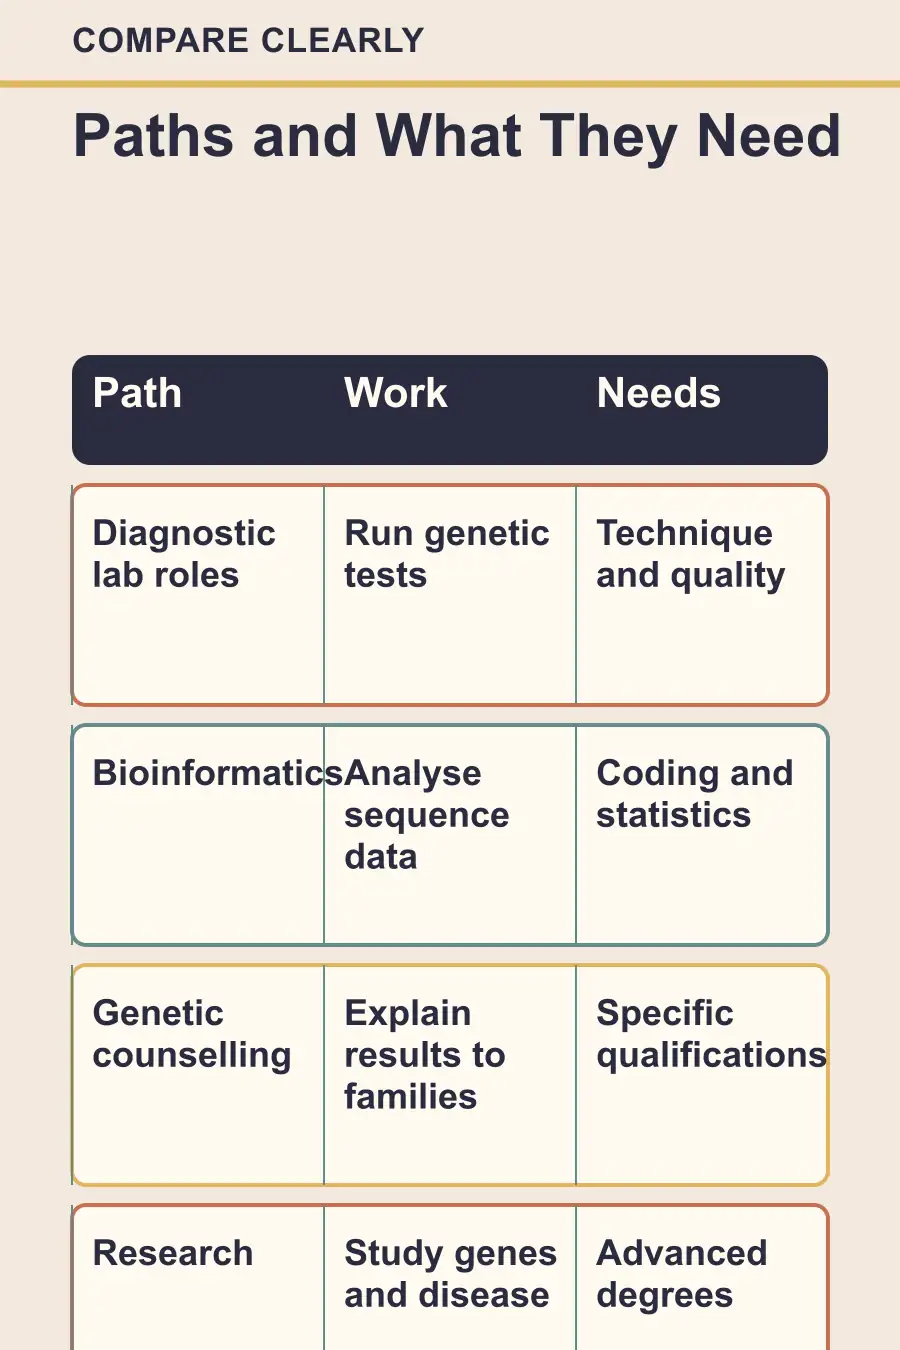 COMPARE CLEARLY
Paths and What They Need
Path Work Needs
Diagnostic Run genetic Technique
lab roles tests and quality
Bioinformatics Analyse Coding and
sequence statistics
data
Genetic Explain Specific
counselling results to qualifications
families
Research Study genes Advanced
and disease degrees